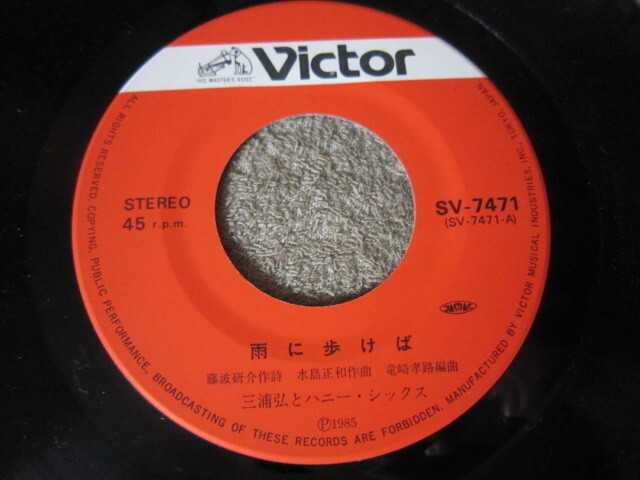 "HIS MASTER'S VOICE"
Victor
STEREO
45 r.p.m.
SV-7471
(SV-7471-A)
JASRAC
雨に歩けば
藤波研介作詩 水島正和作曲 竜崎孝路編曲
三浦弘とハニー・シックス
Ⓟ1985
ALL RIGHTS RESERVED. COPYING, PUBLIC PERFORMANCE, BROADCASTING OF THESE RECORDS ARE FORBIDDEN. MANUFACTURED BY VICTOR MUSICAL INDUSTRIES, INC., TOKYO, JAPAN